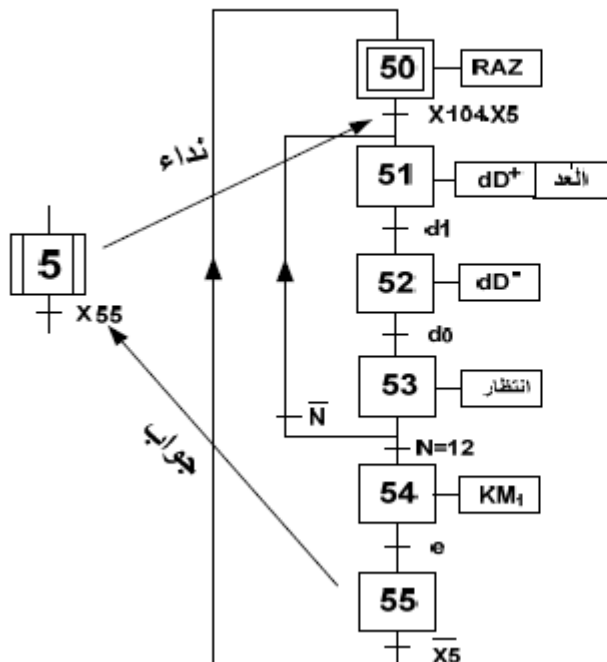 50 RAZ
X104.X5
نداء
51 dD⁺ العد
d1
5
52 dD⁻
X55
d0
53 انتظار
N̅
N=12
جواب
54 KM₁
e
55
X̅5̅